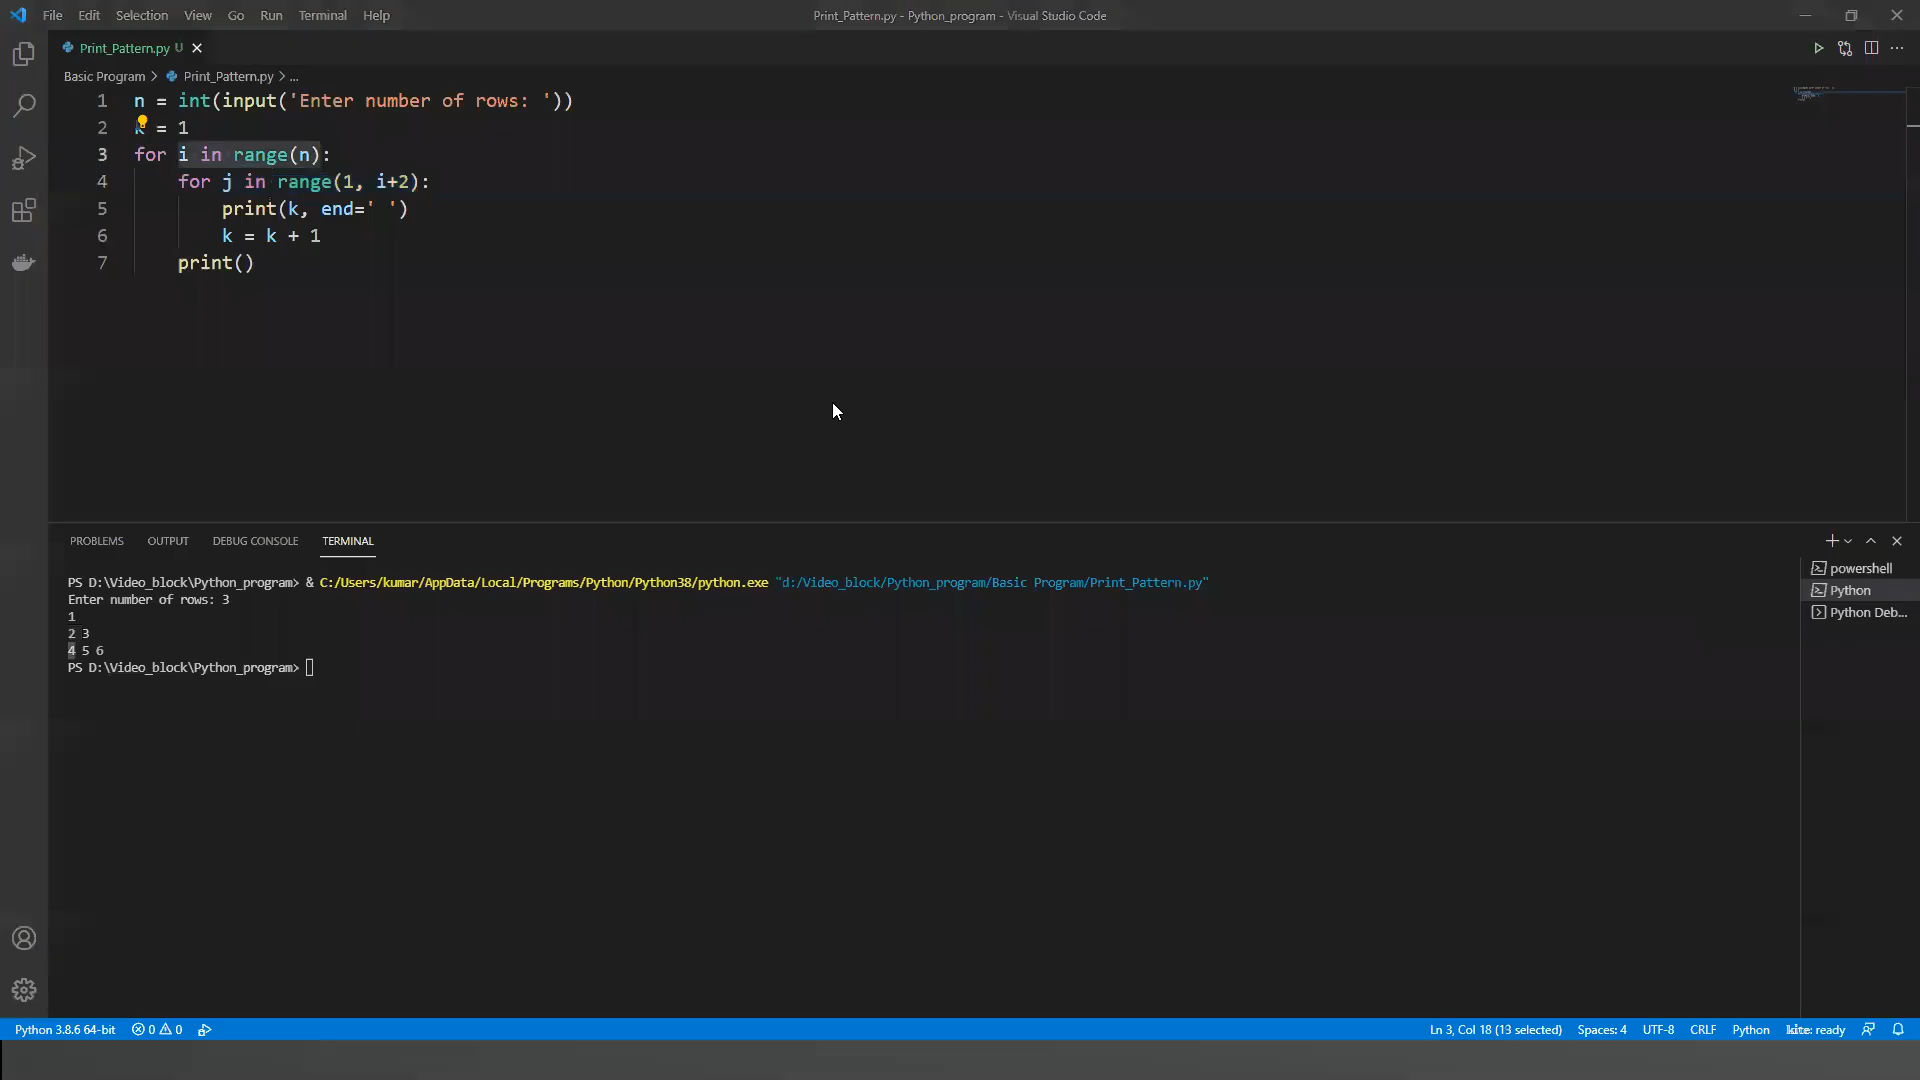 File Edit Selection View Go Run Terminal Help Print_Pattern.py - Python_program - Visual Studio Code
Print_Pattern.py U
Basic Program > Print_Pattern.py > ...
1 n = int(input('Enter number of rows: '))
2 k = 1
3 for i in range(n):
4 for j in range(1, i+2):
5 print(k, end=' ')
6 k = k + 1
7 print()
PROBLEMS OUTPUT DEBUG CONSOLE TERMINAL
PS D:\Video_block\Python_program> & C:/Users/kumar/AppData/Local/Programs/Python/Python38/python.exe "d:/Video_block/Python_program/Basic Program/Print_Pattern.py"
Enter number of rows: 3
1
2 3
4 5 6
PS D:\Video_block\Python_program>
powershell
Python
Python Deb...
Python 3.8.6 64-bit 0 0 Ln 3, Col 18 (13 selected) Spaces: 4 UTF-8 CRLF Python kite: ready